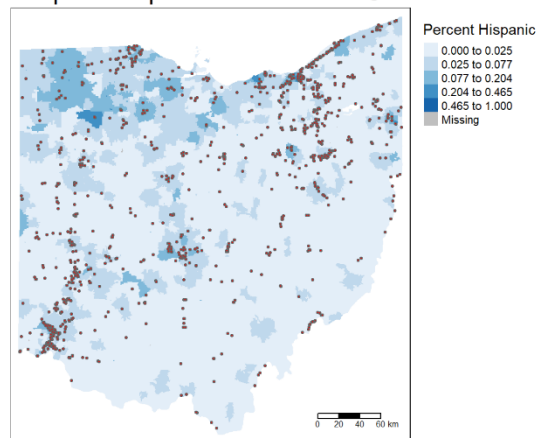 Percent Hispanic
0.000 to 0.025
0.025 to 0.077
0.077 to 0.204
0.204 to 0.465
0.465 to 1.000
Missing
0 20 40 60 km